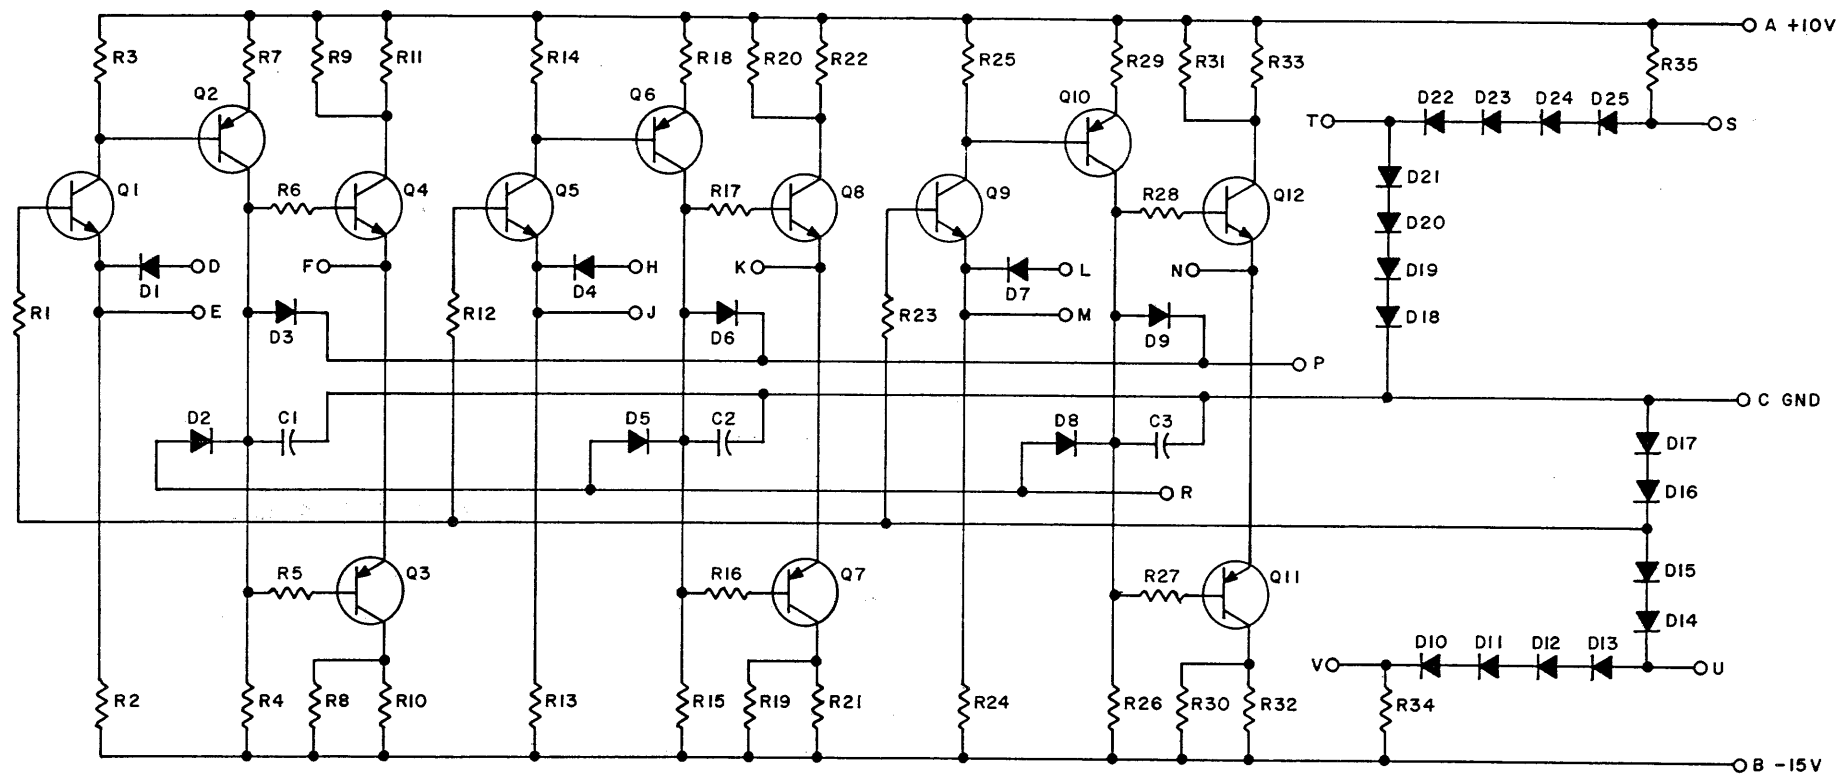 A +10V
R3 R7 R9 R11 R14 R18 R20 R22 R25 R29 R31 R33 R35
Q2 Q6 Q10
D22 D23 D24 D25
T S
Q1 R6 Q4 Q5 R17 Q8 Q9 R28 Q12 D21
D20
D F H K L N D19
D1 D4 D7
R1 E R12 J R23 M D18
D3 D6 D9
P
C GND
D2 C1 D5 C2 D8 C3 D17
R D16
R5 Q3 R16 Q7 R27 Q11 D15
D14
D10 D11 D12 D13
V U
R2 R4 R8 R10 R13 R15 R19 R21 R24 R26 R30 R32 R34
B -15V